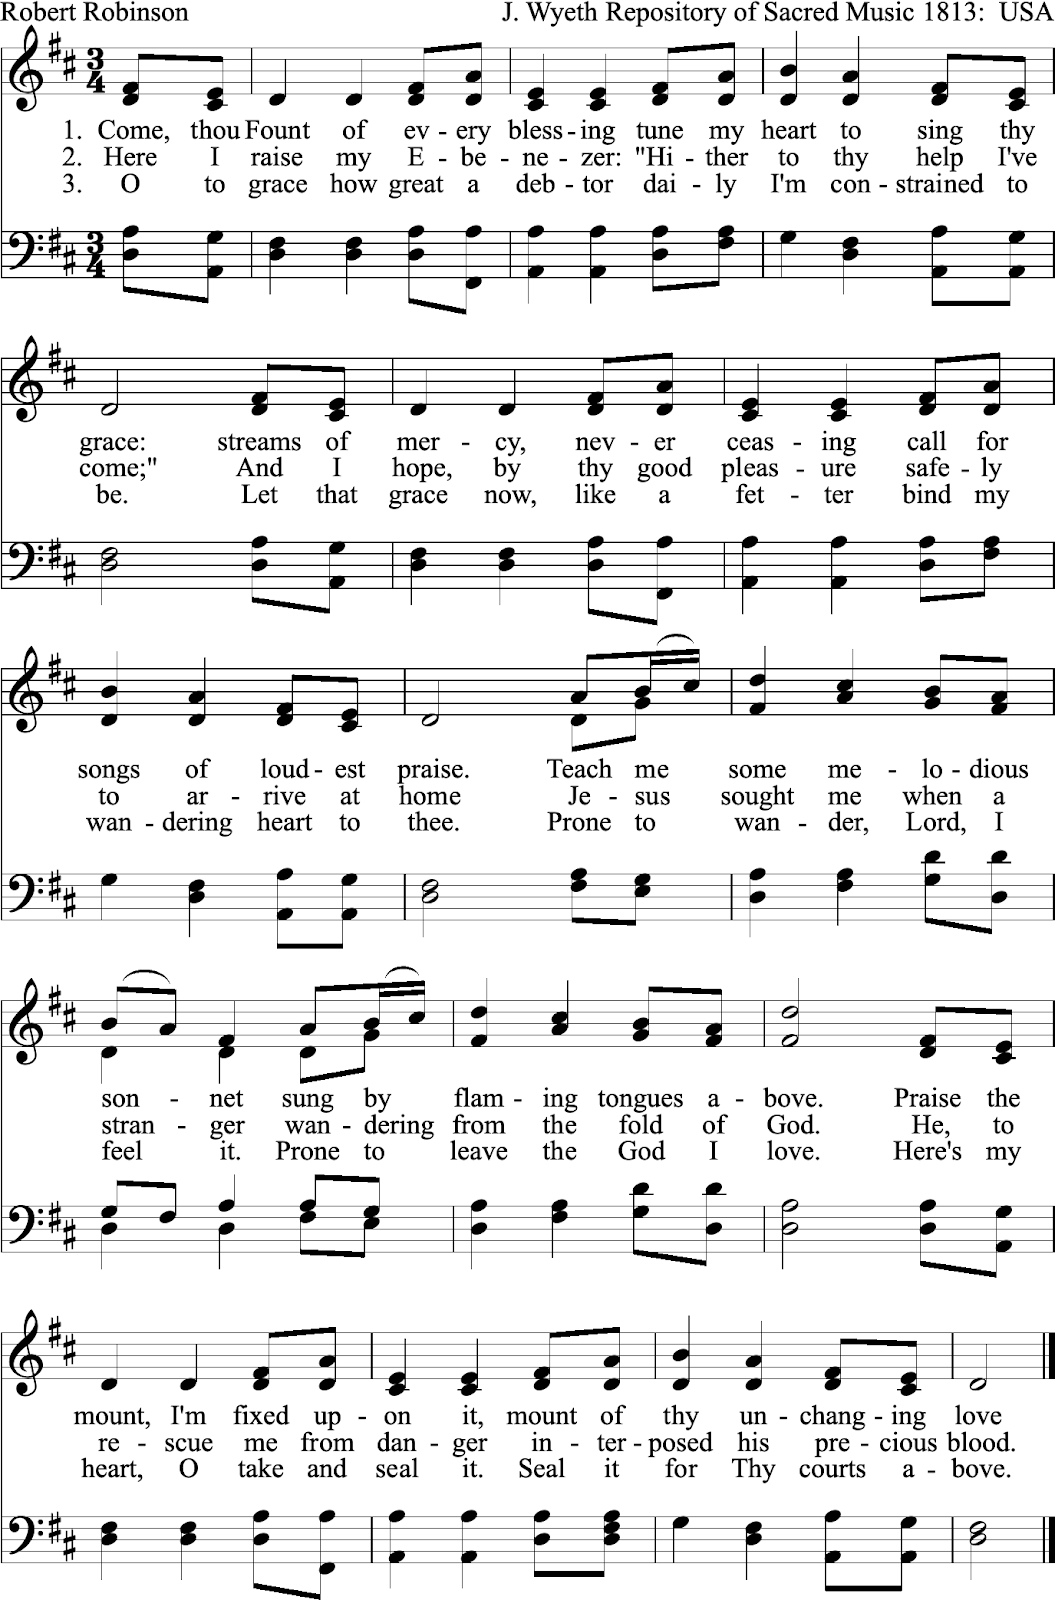 Robert Robinson J. Wyeth Repository of Sacred Music 1813: USA
3
4
1. Come, thou Fount of ev - ery bless - ing tune my heart to sing thy
2. Here I raise my E - be - ne - zer: "Hi - ther to thy help I've
3. O to grace how great a deb - tor dai - ly I'm con - strained to
3
4
grace: streams of mer - cy, nev - er ceas - ing call for
come;" And I hope, by thy good pleas - ure safe - ly
be. Let that grace now, like a fet - ter bind my
songs of loud - est praise. Teach me some me - lo - dious
to ar - rive at home Je - sus sought me when a
wan - dering heart to thee. Prone to wan - der, Lord, I
son - net sung by flam - ing tongues a - bove. Praise the
stran - ger wan - dering from the fold of God. He, to
feel it. Prone to leave the God I love. Here's my
mount, I'm fixed up - on it, mount of thy un - chang - ing love
re - scue me from dan - ger in - ter - posed his pre - cious blood.
heart, O take and seal it. Seal it for Thy courts a - bove.